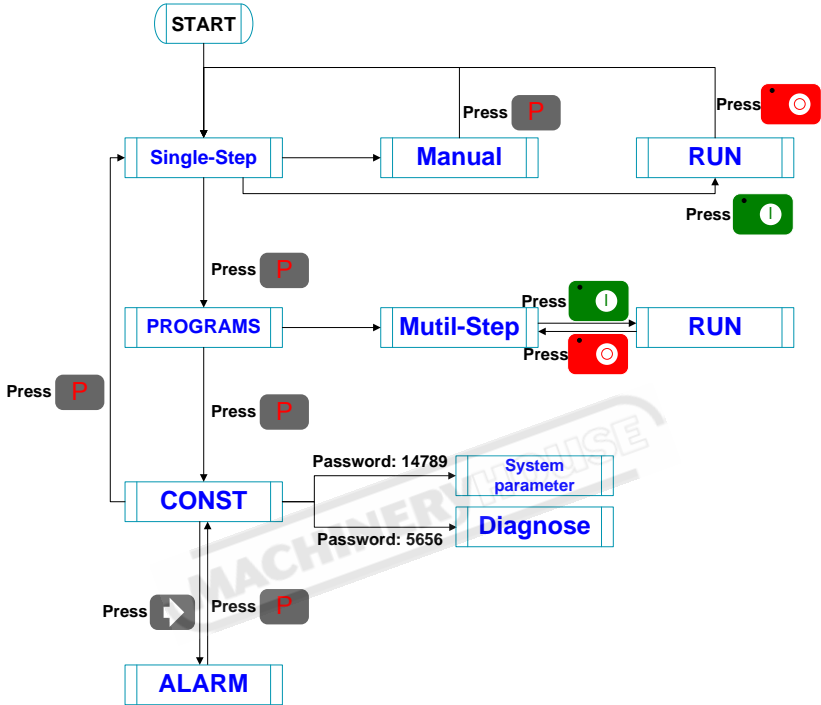 START
Press P
Press
Single-Step
Manual
RUN
Press I
Press P
Press I
PROGRAMS
Mutil-Step
RUN
Press
Press P
Press P
Password: 14789
System
parameter
CONST
Diagnose
Password: 5656
MACHINERYHOUSE
Press
Press P
ALARM